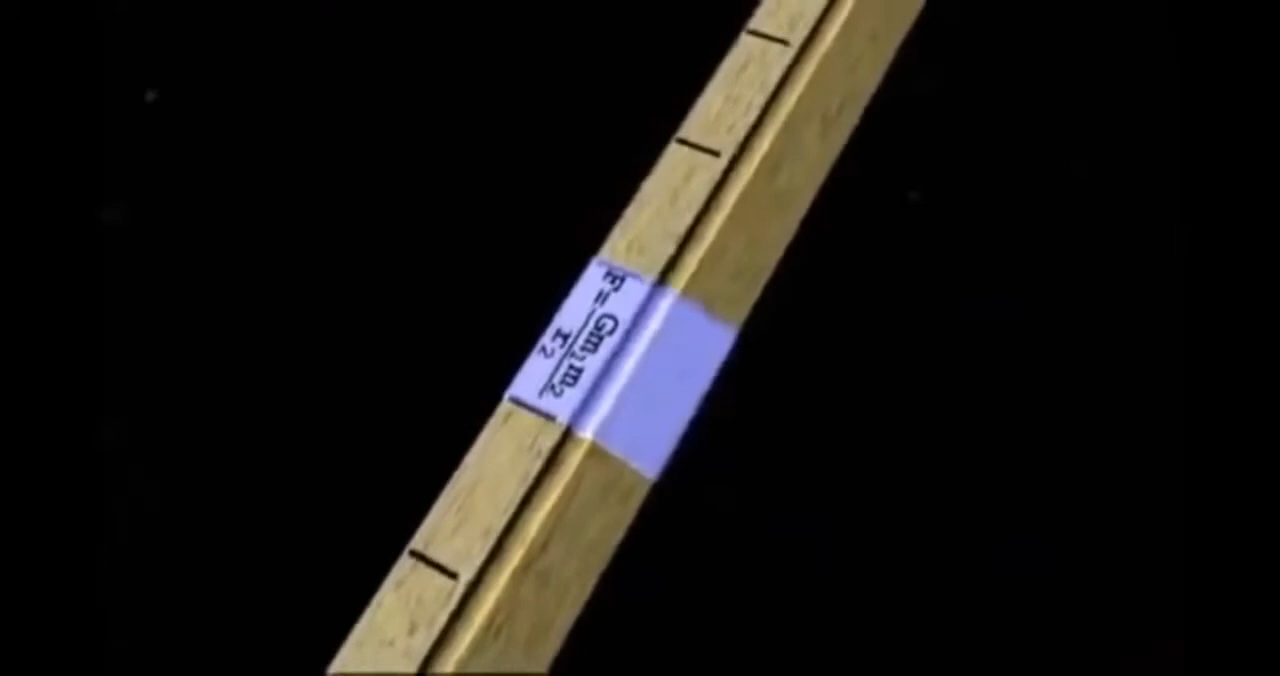 F = Gm₁m₂ / r²